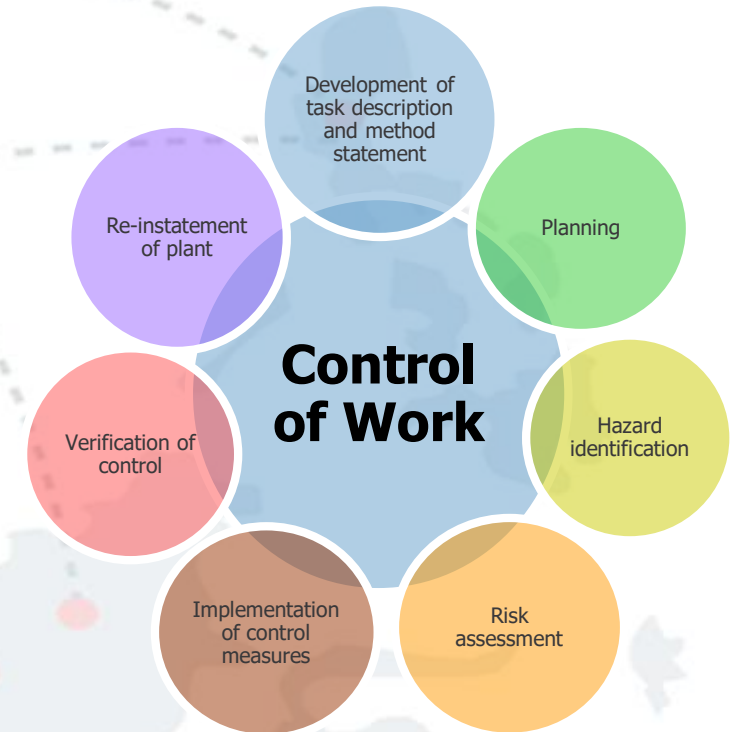 Development of
task description
and method
statement
Planning
Hazard
identification
Risk
assessment
Implementation
of control
measures
Verification of
control
Re-instatement
of plant
Control
of Work